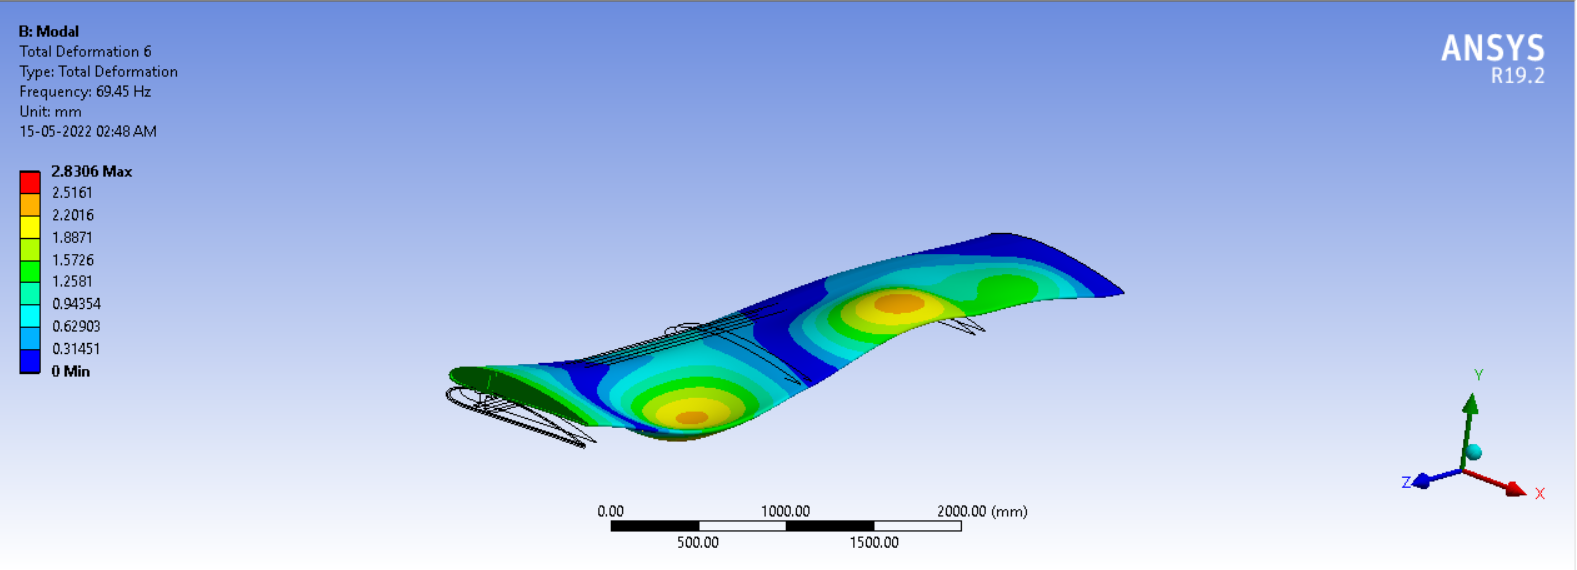 B: Modal
Total Deformation 6
Type: Total Deformation
Frequency: 69.45 Hz
Unit: mm
15-05-2022 02:48 AM
2.8306 Max
2.5161
2.2016
1.8871
1.5726
1.2581
0.94354
0.62903
0.31451
0 Min
ANSYS
R19.2
0.00 1000.00 2000.00 (mm)
500.00 1500.00
Y
Z
X